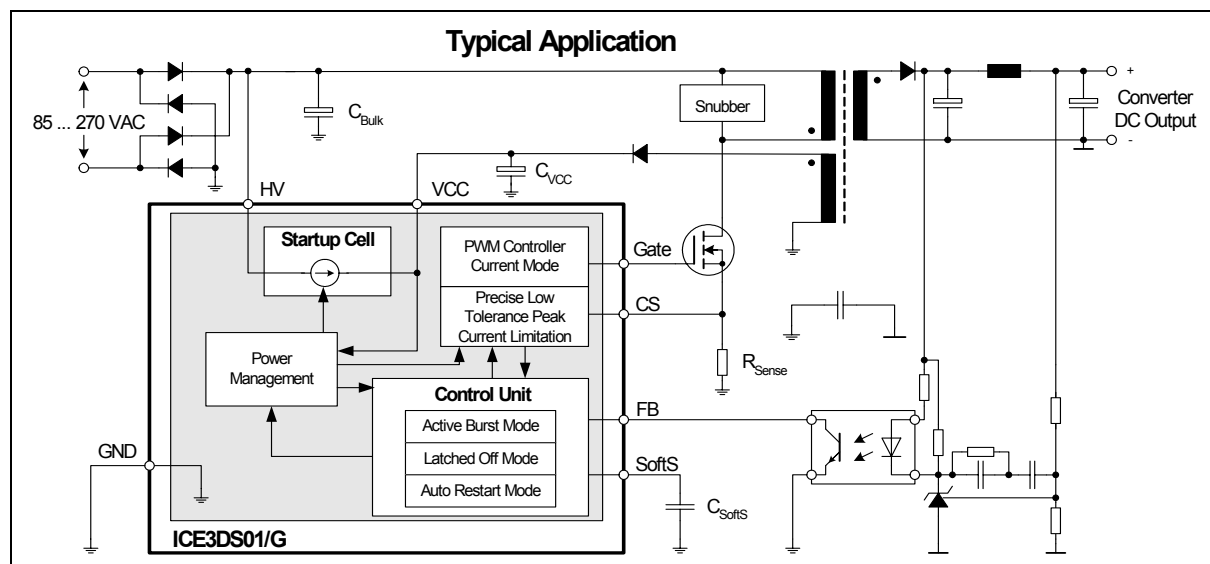 Typical Application
+
-
Snubber
C_Bulk
85 ... 270 VAC
Converter
DC Output
C_VCC
HV
VCC
Startup Cell
PWM Controller
Current Mode
Gate
Precise Low
Tolerance Peak
Current Limitation
CS
Power
Management
R_Sense
Control Unit
FB
Active Burst Mode
Latched Off Mode
Auto Restart Mode
GND
SoftS
C_SoftS
ICE3DS01/G